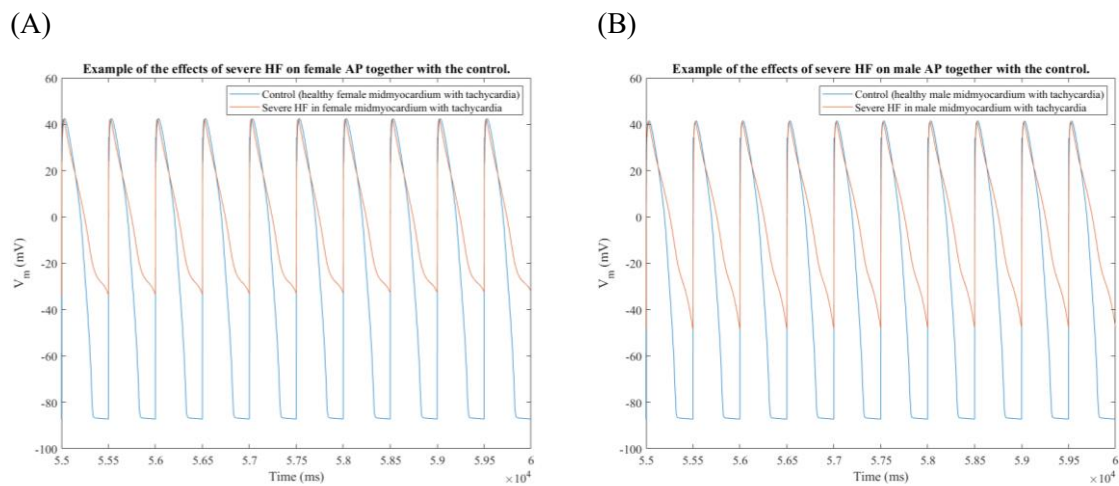 (A)
Example of the effects of severe HF on female AP together with the control.
Control (healthy female midmyocardium with tachycardia)
Severe HF in female midmyocardium with tachycardia
60
40
20
0
-20
-40
-60
-80
-100
V_m (mV)
5.5 5.55 5.6 5.65 5.7 5.75 5.8 5.85 5.9 5.95 6
Time (ms)
×10^4
(B)
Example of the effects of severe HF on male AP together with the control.
Control (healthy male midmyocardium with tachycardia)
Severe HF in male midmyocardium with tachycardia
60
40
20
0
-20
-40
-60
-80
-100
V_m (mV)
5.5 5.55 5.6 5.65 5.7 5.75 5.8 5.85 5.9 5.95 6
Time (ms)
×10^4